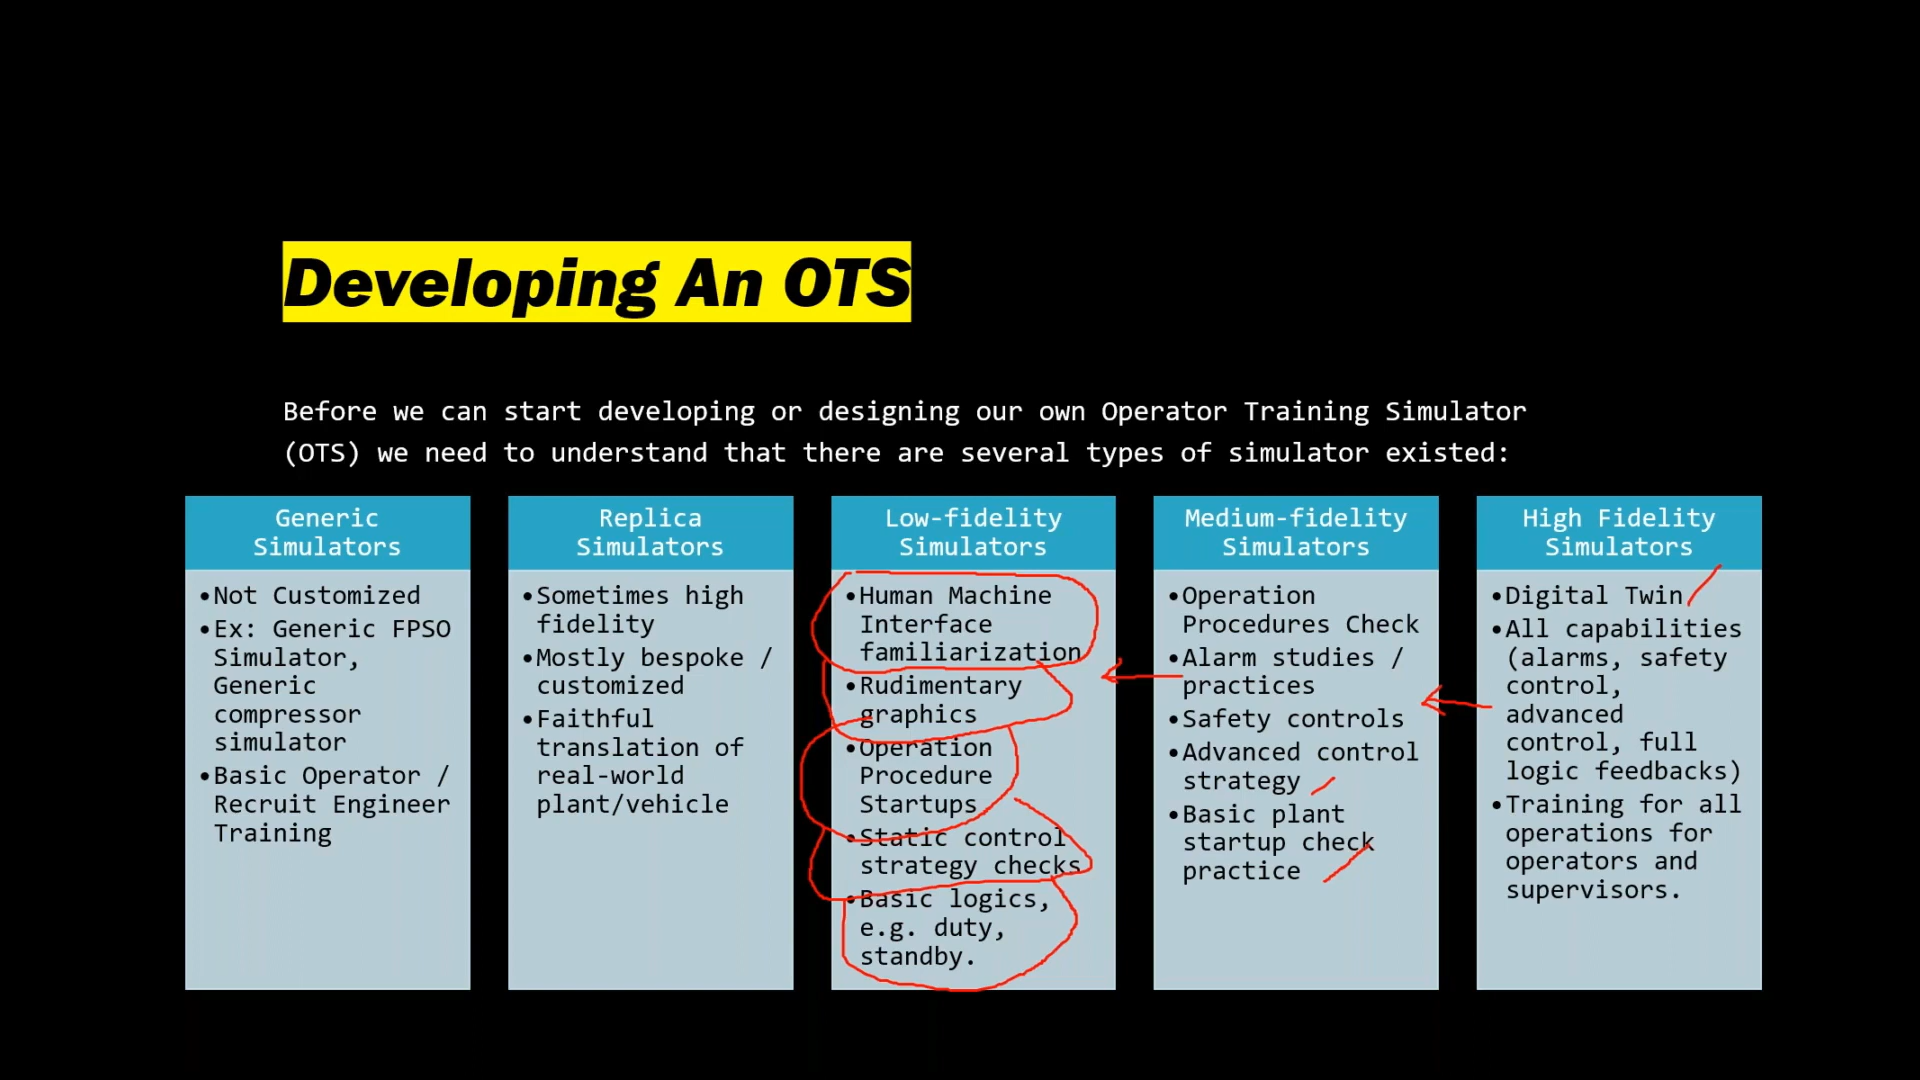 Developing An OTS
Before we can start developing or designing our own Operator Training Simulator
(OTS) we need to understand that there are several types of simulator existed:
Generic
Simulators
•Not Customized
•Ex: Generic FPSO
Simulator,
Generic
compressor
simulator
•Basic Operator /
Recruit Engineer
Training
Replica
Simulators
•Sometimes high
fidelity
•Mostly bespoke /
customized
•Faithful
translation of
real-world
plant/vehicle
Low-fidelity
Simulators
•Human Machine
Interface
familiarization
•Rudimentary
graphics
•Operation
Procedure
Startups
•Static control
strategy checks
•Basic logics,
e.g. duty,
standby.
Medium-fidelity
Simulators
•Operation
Procedures Check
•Alarm studies /
practices
•Safety controls
•Advanced control
strategy
•Basic plant
startup check
practice
High Fidelity
Simulators
•Digital Twin
•All capabilities
(alarms, safety
control,
advanced
control, full
logic feedbacks)
•Training for all
operations for
operators and
supervisors.